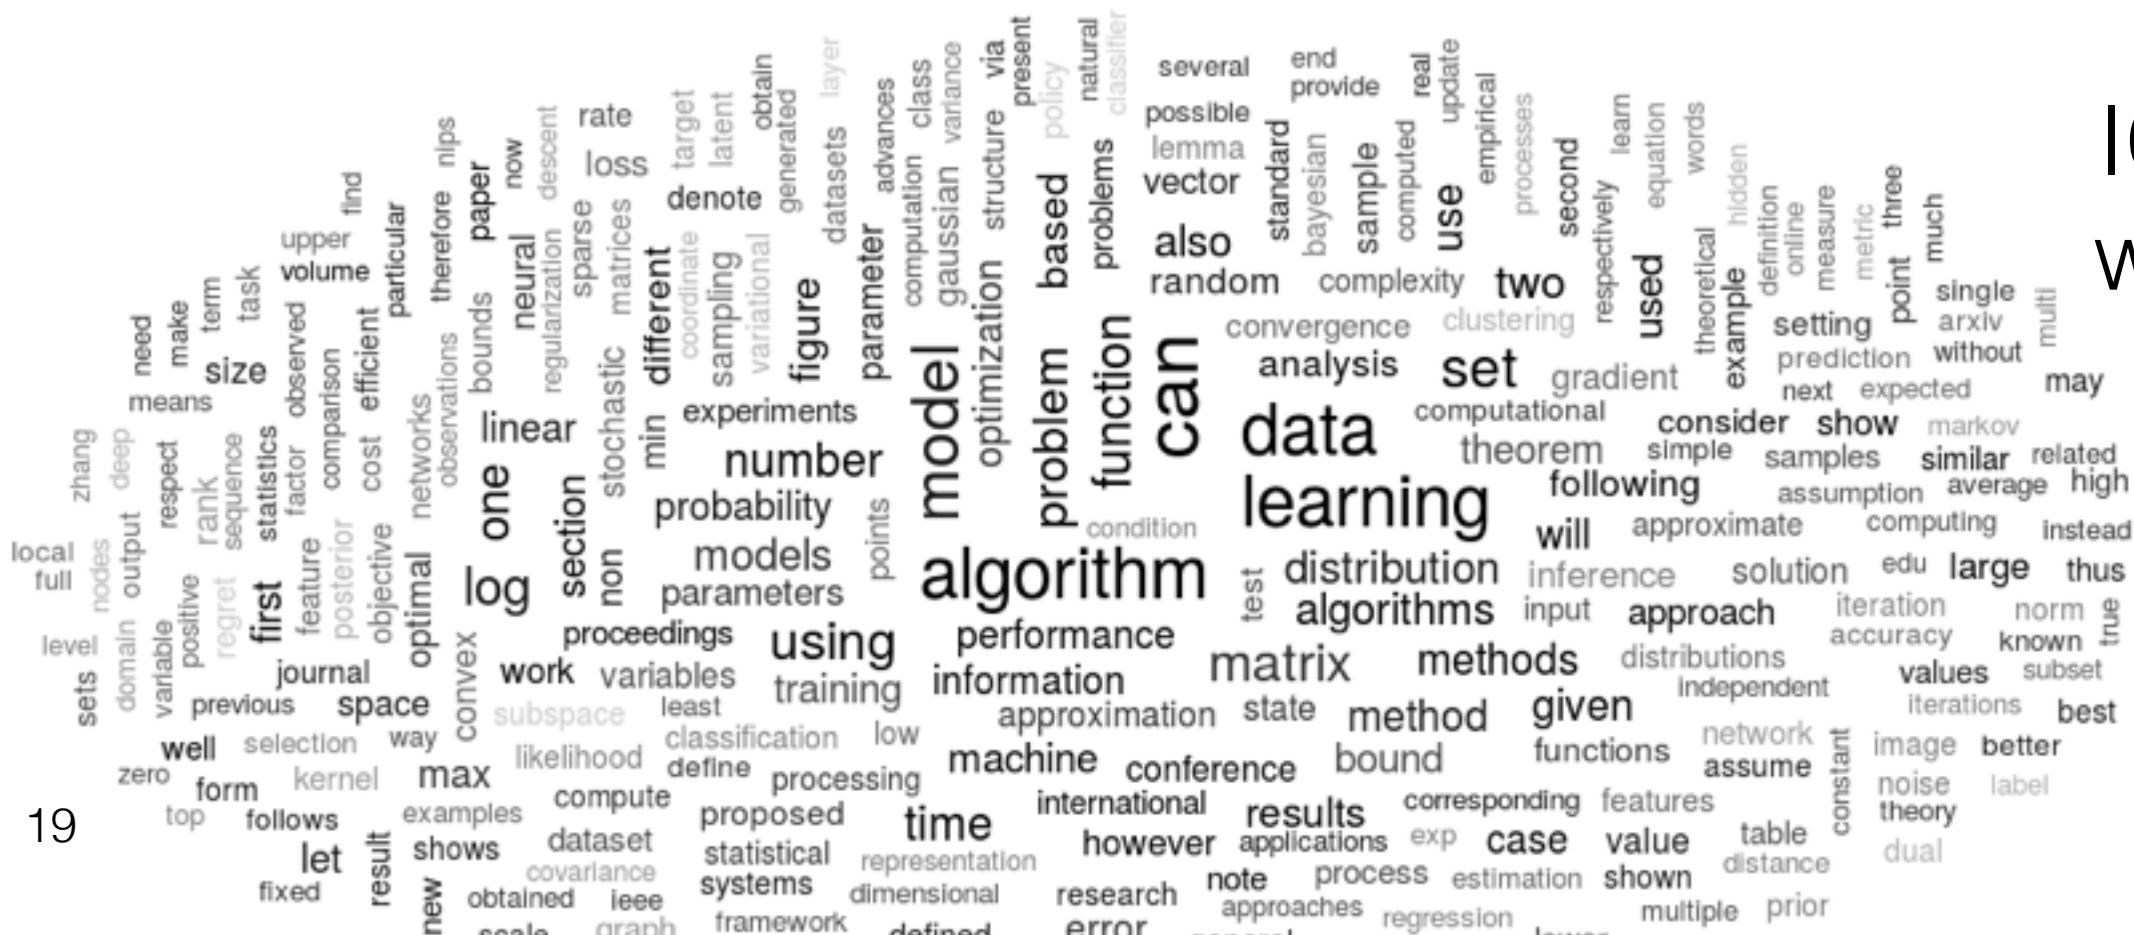 classifier
present
natural
via
layer
policy
update
variance
several
end
real
obtain
class
provide
empirical
advances
target
latent
generated
possible
processes
learn
equation
words
rate
descent
nips
now
datasets
structure
problems
lemma
standard
bayesian
sample
computed
second
hidden
loss
computation
gaussian
vector
use
three
find
paper
denote
based
respectively
definition
online
measure
metric
much
therefore
particular
sparse
matrices
parameter
also
theoretical
upper
volume
neural
regularization
different
coordinate
sampling
variational
figure
optimization
random
complexity
two
used
example
point
single
multi
term
task
arxiv
need
make
observed
efficient
bounds
function
can
convergence
clustering
setting
size
comparison
observations
stochastic
model
problem
analysis
set
gradient
prediction
without
means
next
expected
may
networks
linear
min
experiments
data
computational
consider
show
markov
zhang
deep
respect
rank
sequence
statistics
factor
cost
one
number
theorem
simple
samples
similar
related
section
probability
points
learning
following
assumption
average
high
condition
will
approximate
computing
instead
local
full
nodes
output
feature
posterior
objective
optimal
non
models
algorithm
test
distribution
inference
solution
edu
large
thus
positive
regret
first
log
parameters
algorithms
input
approach
iteration
norm
true
level
domain
variable
convex
proceedings
using
performance
accuracy
known
sets
journal
work
variables
training
information
matrix
methods
distributions
independent
values
subset
previous
space
subspace
least
approximation
state
method
given
iterations
best
well
selection
way
likelihood
classification
low
machine
bound
functions
network
constant
image
better
zero
form
kernel
max
define
processing
conference
assume
noise
label
19
top
follows
examples
compute
proposed
time
international
results
corresponding
features
theory
let
result
shows
dataset
statistical
representation
however
applications
exp
case
value
table
distance
dual
fixed
new
obtained
covariance
ieee
systems
dimensional
research
note
process
estimation
shown
graph
framework
defined
error
approaches
regression
multiple
prior
scale
general
lower